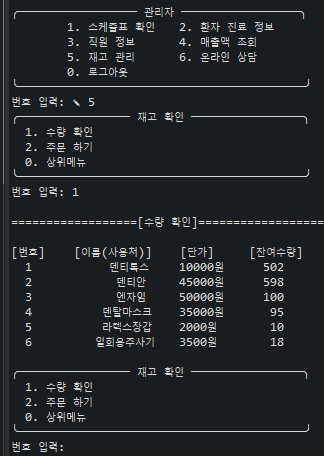 관리자
1. 스케줄표 확인 2. 환자 진료 정보
3. 직원 정보 4. 매출액 조회
5. 재고 관리 6. 온라인 상담
0. 로그아웃
번호 입력: ✎ 5
재고 확인
1. 수량 확인
2. 주문 하기
0. 상위메뉴
번호 입력: 1
==================[수량 확인]==================
[번호] [이름(사용처)] [단가] [잔여수량]
1 덴티톡스 10000원 502
2 덴티안 45000원 598
3 엔자임 50000원 100
4 덴탈마스크 35000원 95
5 라텍스장갑 2000원 10
6 일회용주사기 3500원 18
재고 확인
1. 수량 확인
2. 주문 하기
0. 상위메뉴
번호 입력: